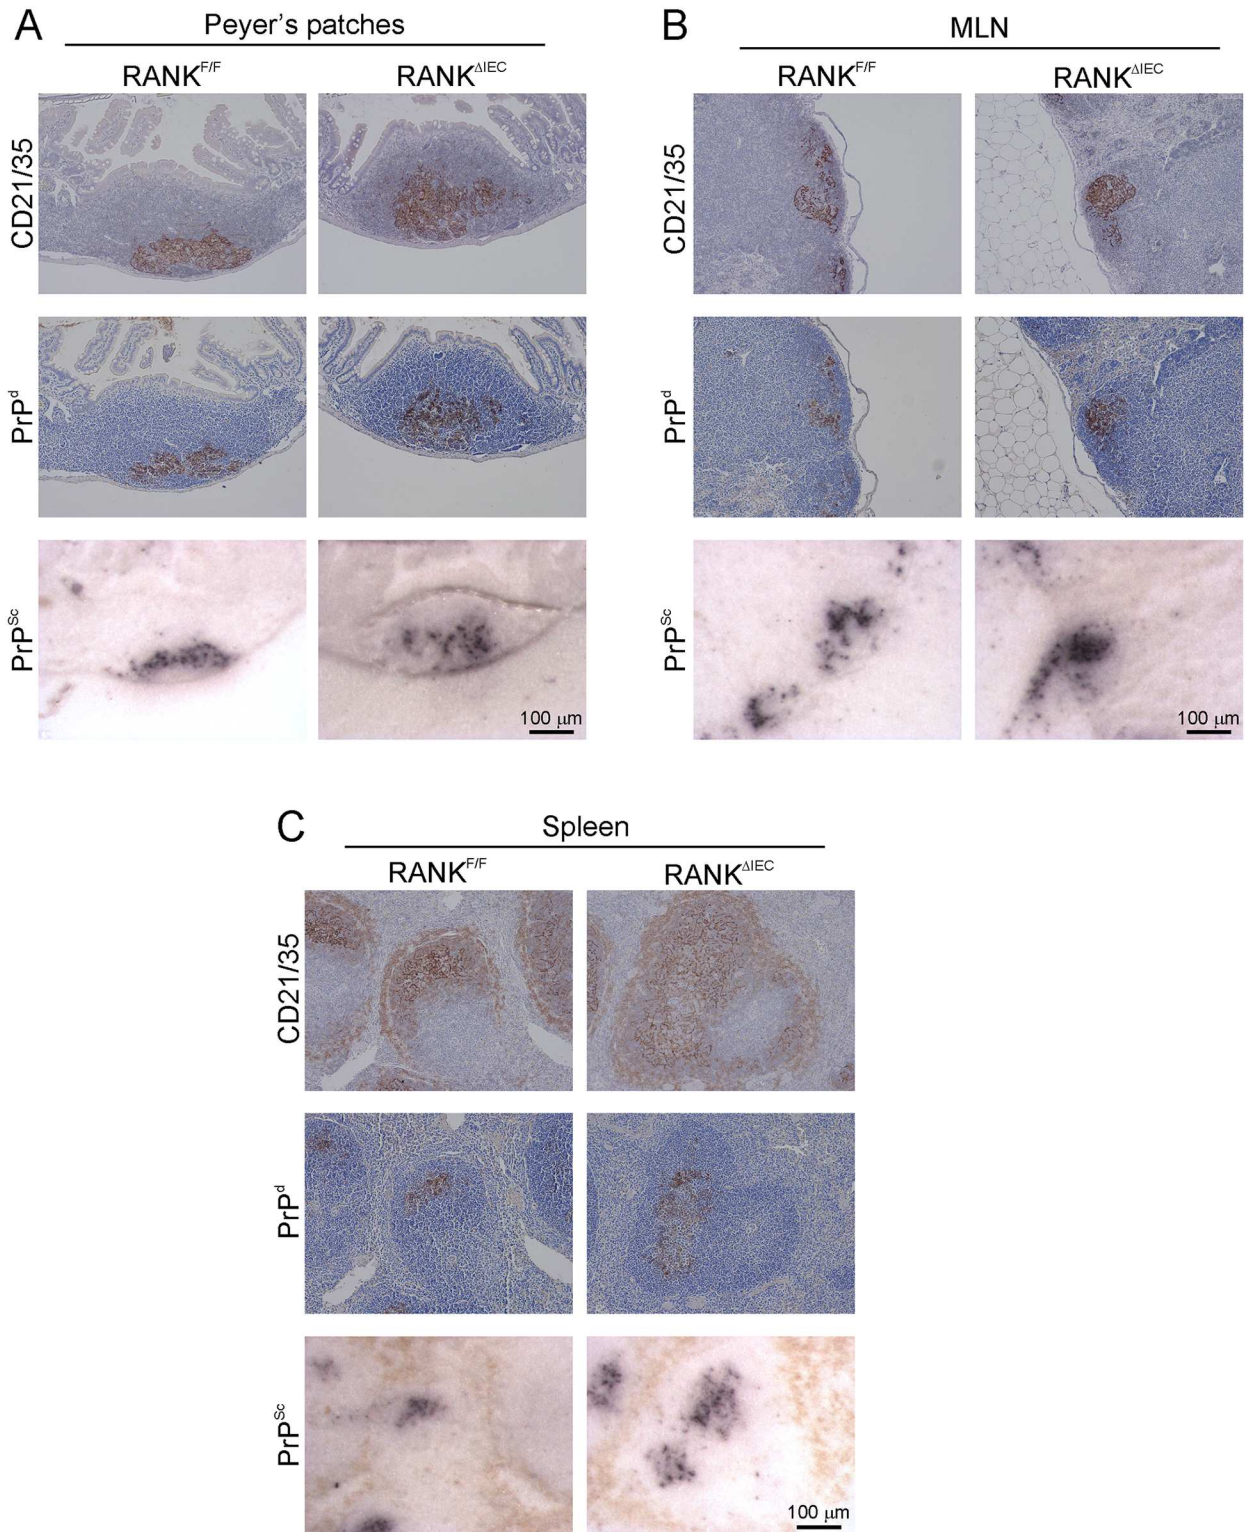 A
Peyer’s patches
RANK^F/F
RANK^ΔIEC
CD21/35
PrP^d
PrP^Sc
100 μm
B
MLN
RANK^F/F
RANK^ΔIEC
CD21/35
PrP^d
PrP^Sc
100 μm
C
Spleen
RANK^F/F
RANK^ΔIEC
CD21/35
PrP^d
PrP^Sc
100 μm